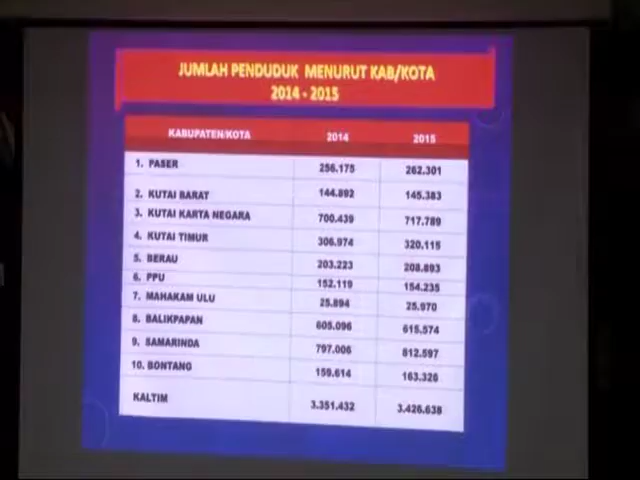 JUMLAH PENDUDUK MENURUT KAB/KOTA
2014 - 2015
KABUPATEN/KOTA 2014 2015
1. PASER 256.175 262.301
2. KUTAI BARAT 144.892 145.383
3. KUTAI KARTA NEGARA 700.439 717.789
4. KUTAI TIMUR 306.974 320.115
5. BERAU 203.223 208.893
6. PPU 152.119 154.235
7. MAHAKAM ULU 25.894 25.970
8. BALIKPAPAN 605.096 615.574
9. SAMARINDA 797.006 812.597
10. BONTANG 159.614 163.326
KALTIM 3.351.432 3.426.638